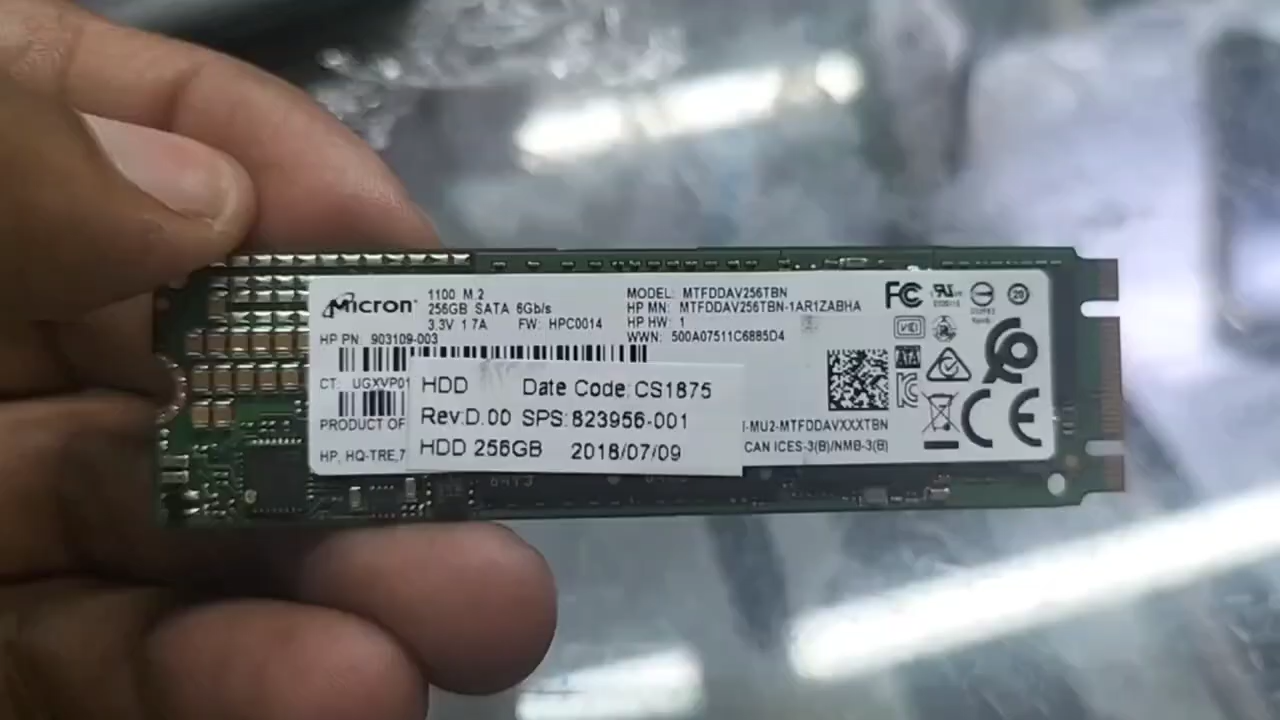 Micron
1100 M.2
256GB SATA 6Gb/s
3.3V 1.7A FW: HPC0014
HP PN: 903109-003
MODEL: MTFDDAV256TBN
HP MN: MTFDDAV256TBN-1AR1ZABHA
HP HW: 1
WWN: 500A07511C6885D4
CT: UGXVP01
PRODUCT OF
HP, HQ-TRE,7
HDD Date Code: CS1875
Rev:D.00 SPS:823956-001
HDD 256GB 2018/07/09
FC
20
SATA
CE
I-MU2-MTFDDAVXXXTBN
CAN ICES-3(B)/NMB-3(B)